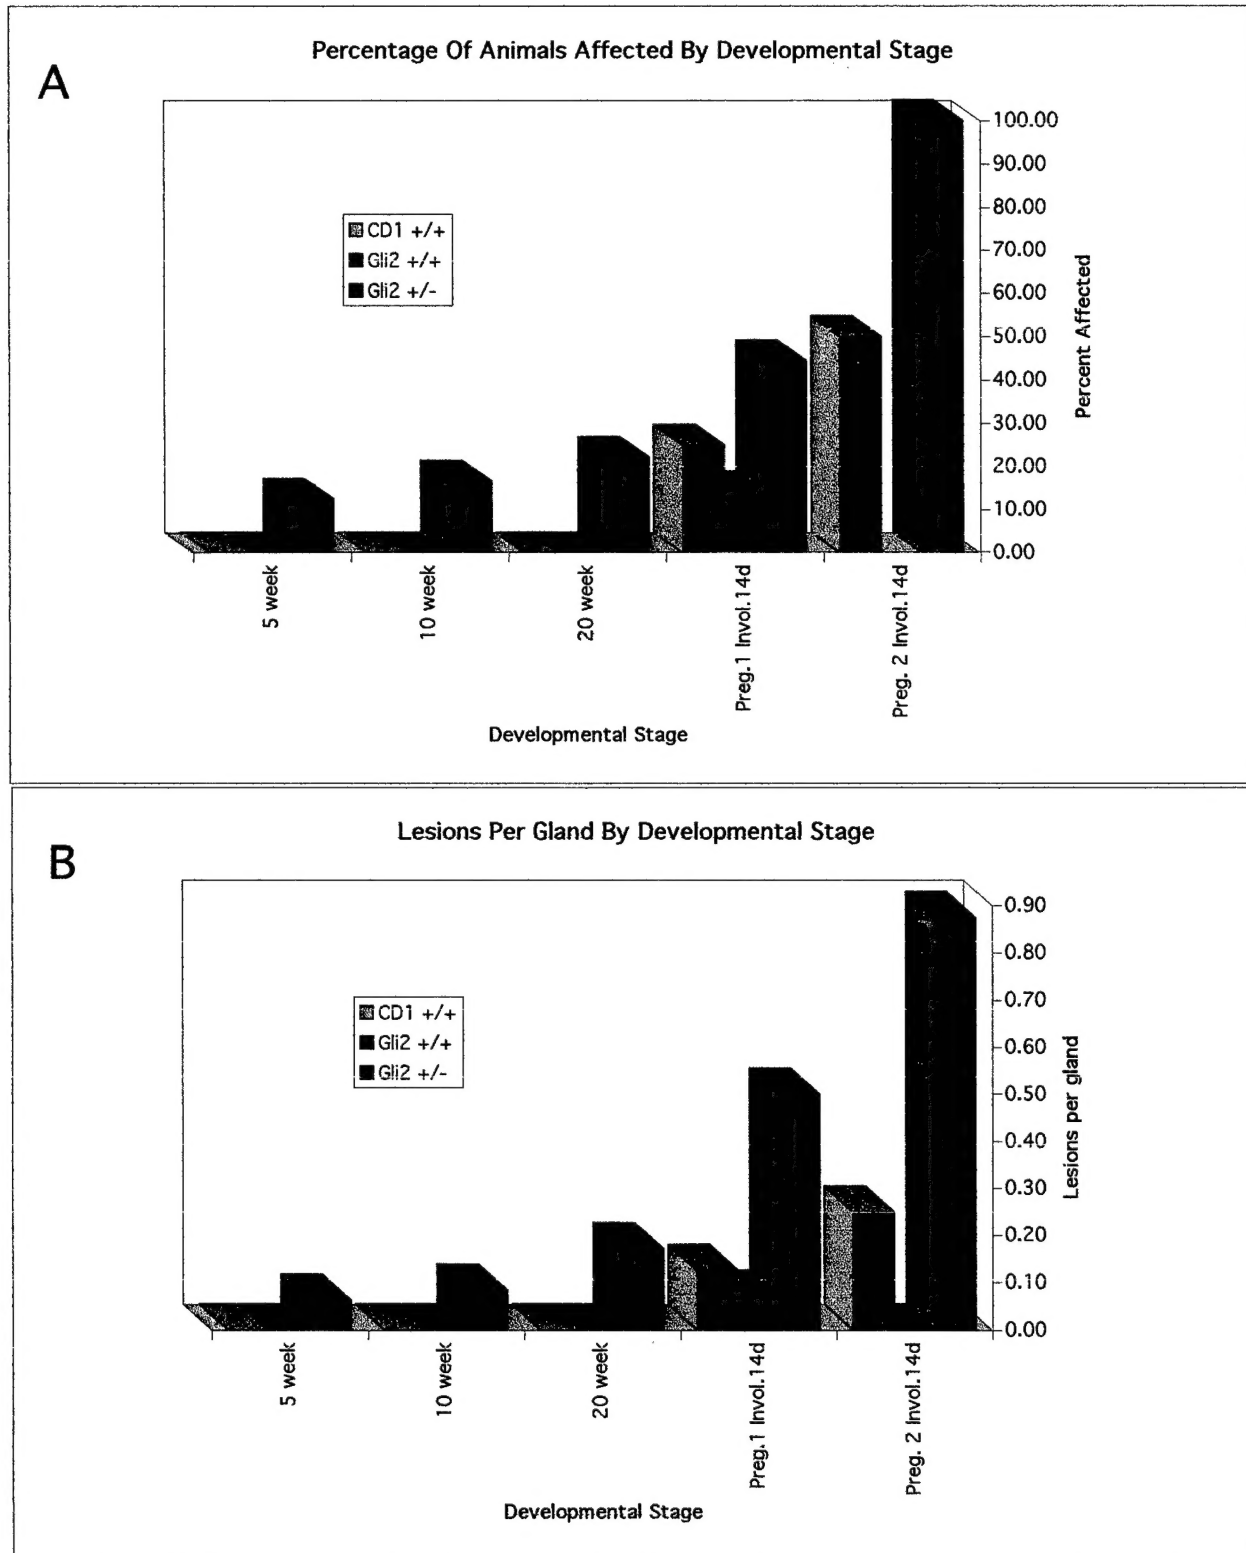 Percentage Of Animals Affected By Developmental Stage
A
CD1 +/+
Gli2 +/+
Gli2 +/-
100.00
90.00
80.00
70.00
60.00
50.00
40.00
30.00
20.00
10.00
0.00
Percent Affected
5 week
10 week
20 week
Preg.1 Invol.14d
Preg. 2 Invol.14d
Developmental Stage
Lesions Per Gland By Developmental Stage
B
CD1 +/+
Gli2 +/+
Gli2 +/-
0.90
0.80
0.70
0.60
0.50
0.40
0.30
0.20
0.10
0.00
Lesions per gland
5 week
10 week
20 week
Preg.1 Invol.14d
Preg. 2 Invol.14d
Developmental Stage